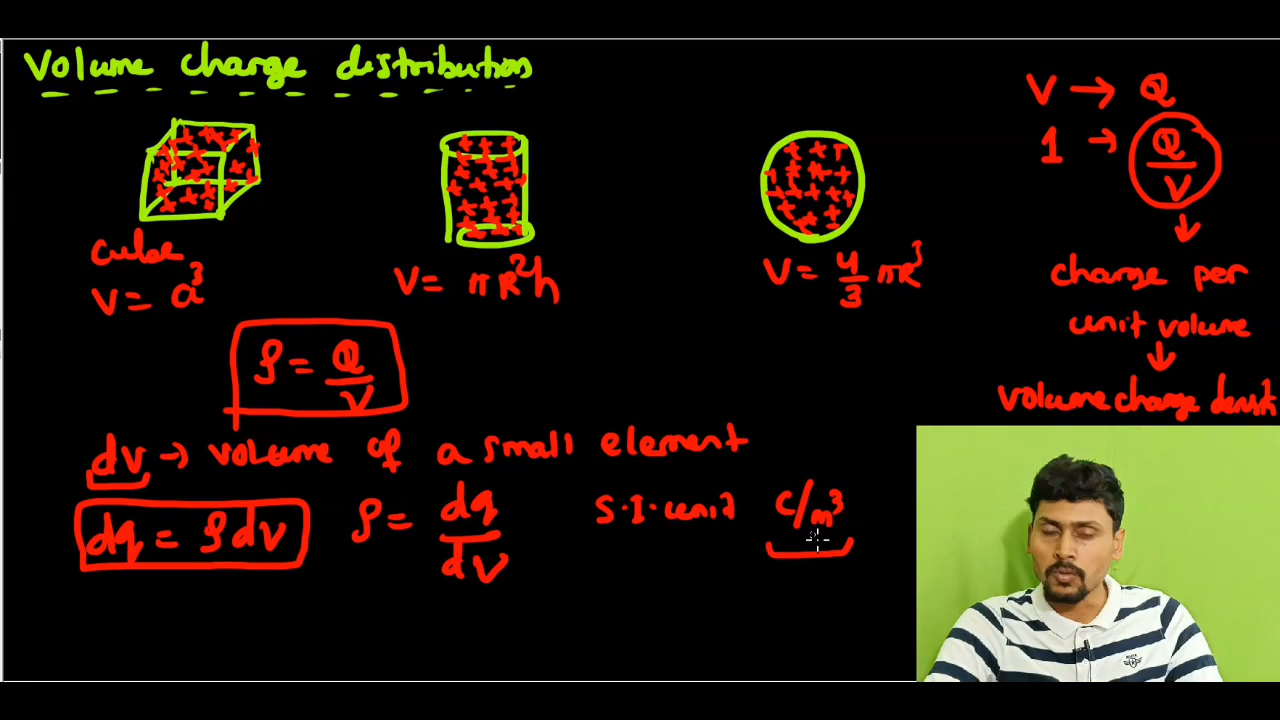 Volume charge distribution
V → Q
1 → Q/V
charge per
unit volume
volume charge densit
cube
V = a³
V = πR²h
V = 4/3 πR³
ρ = Q/V
dv → volume of a small element
dq = ρdv
ρ = dq/dv
S.I. unit C/m³